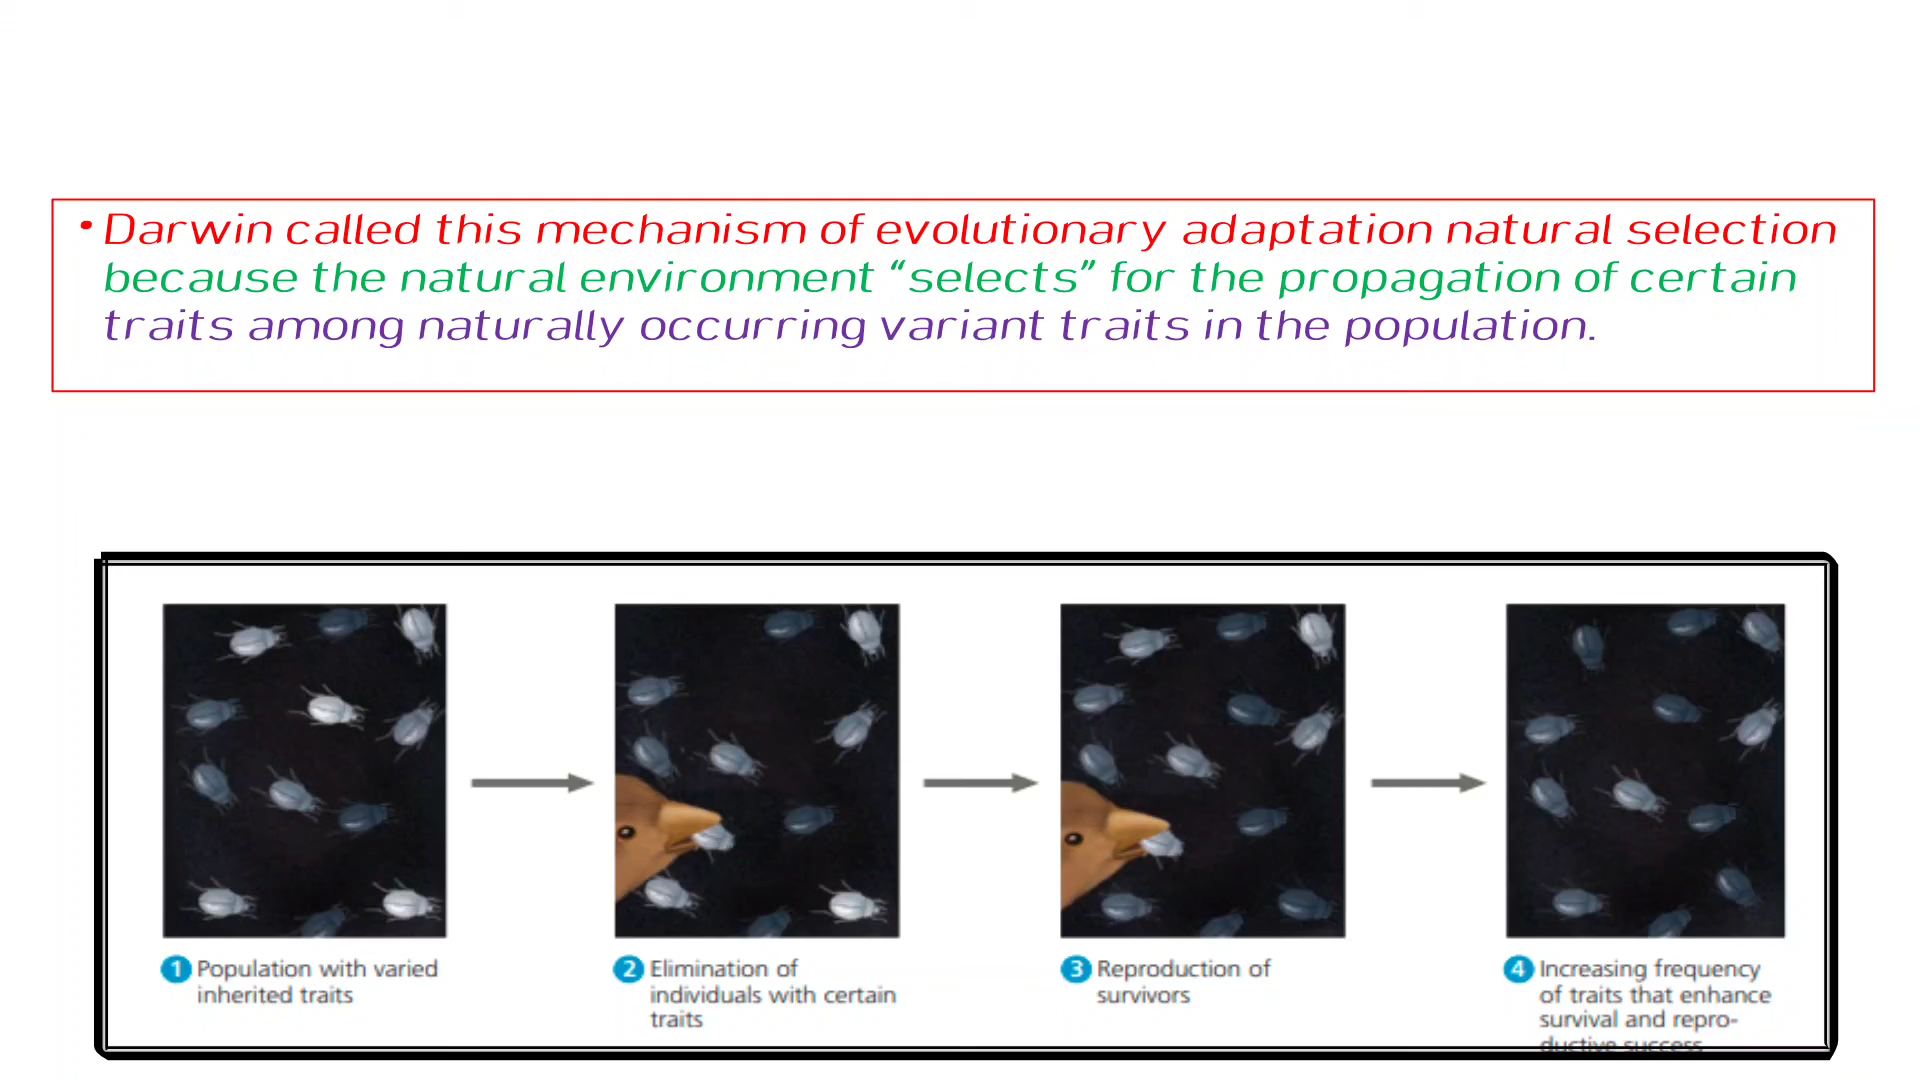 • Darwin called this mechanism of evolutionary adaptation natural selection
because the natural environment “selects” for the propagation of certain
traits among naturally occurring variant traits in the population.
1 Population with varied
inherited traits
2 Elimination of
individuals with certain
traits
3 Reproduction of
survivors
4 Increasing frequency
of traits that enhance
survival and repro-
ductive success